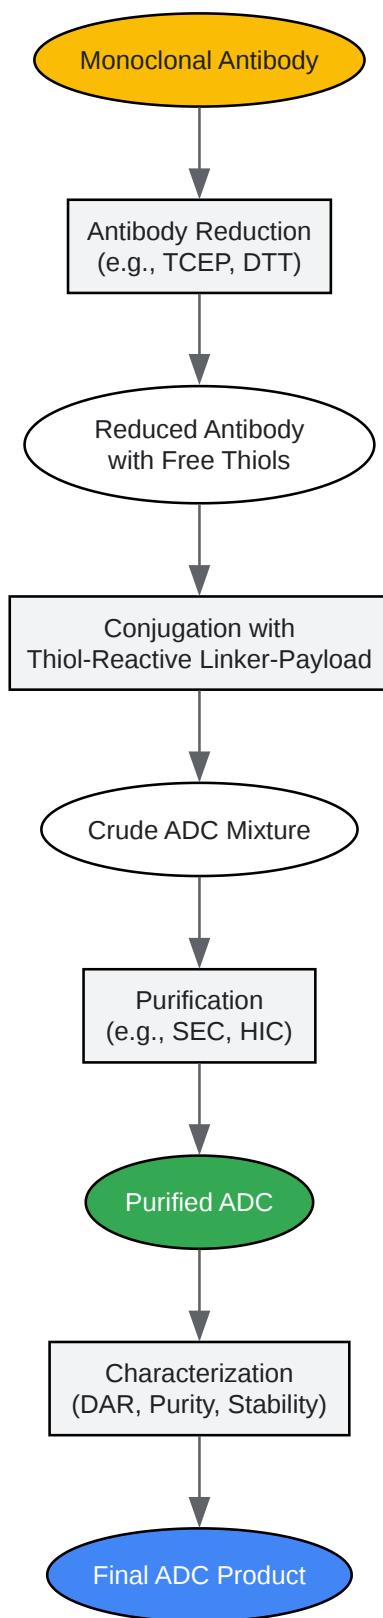 Monoclonal Antibody
Antibody Reduction
(e.g., TCEP, DTT)
Reduced Antibody
with Free Thiols
Conjugation with
Thiol-Reactive Linker-Payload
Crude ADC Mixture
Purification
(e.g., SEC, HIC)
Purified ADC
Characterization
(DAR, Purity, Stability)
Final ADC Product